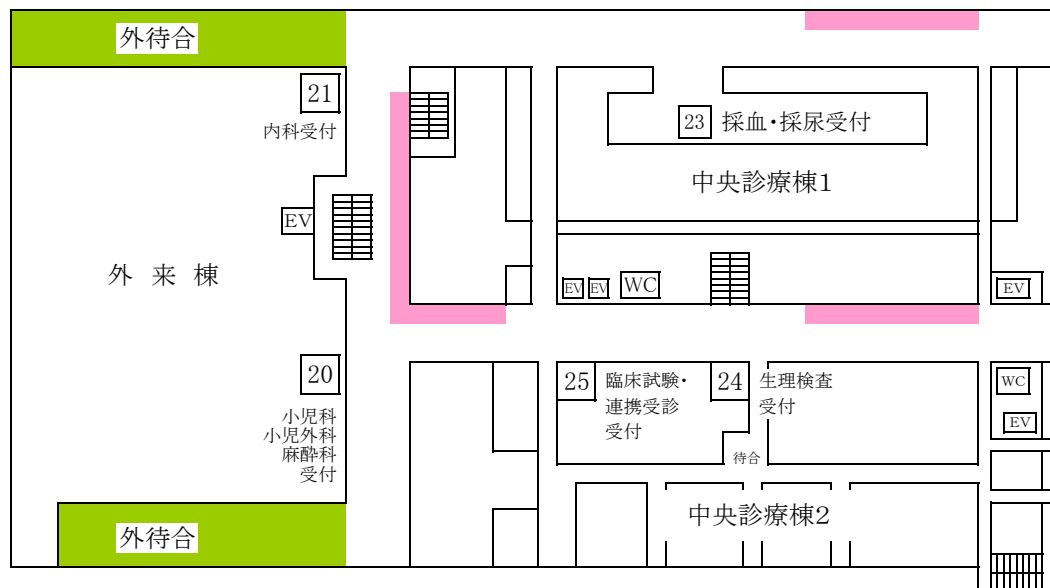 外待合
21
内科受付
23 採血・採尿受付
中央診療棟1
EV
外 来 棟
EV EV WC
EV
20
小児科
小児外科
麻酔科
受付
25 臨床試験・
連携受診
受付
24 生理検査
受付
待合
WC
EV
中央診療棟2
外待合